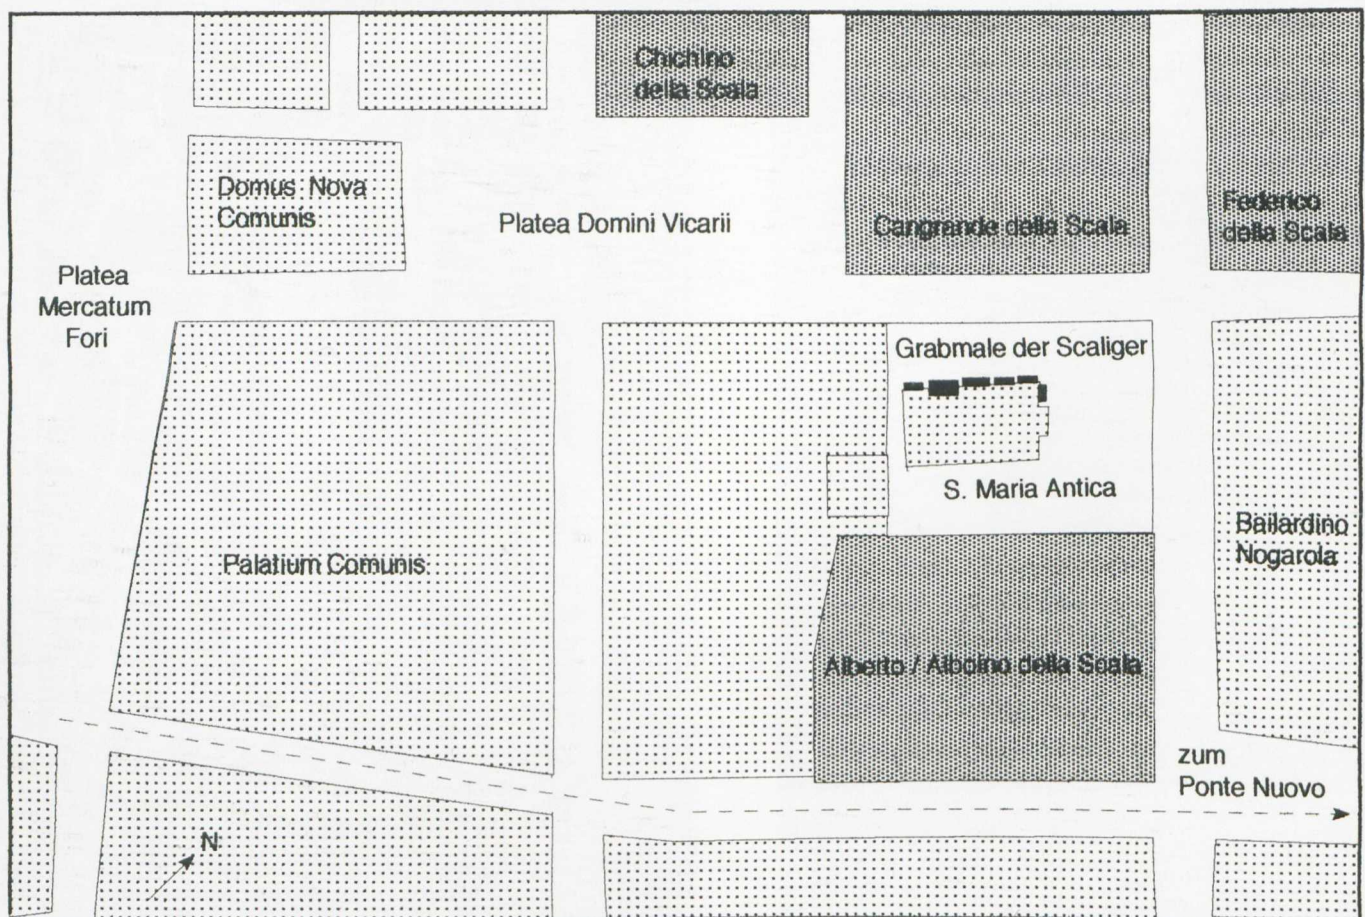 Chichino
della Scala
Domus Nova
Comunis
Platea Domini Vicarii
Cangrande della Scala
Federico
della Scala
Platea
Mercatum
Fori
Grabmale der Scaliger
S. Maria Antica
Bailardino
Nogarola
Palatium Comunis
Alberto / Alboino della Scala
zum
Ponte Nuovo
N